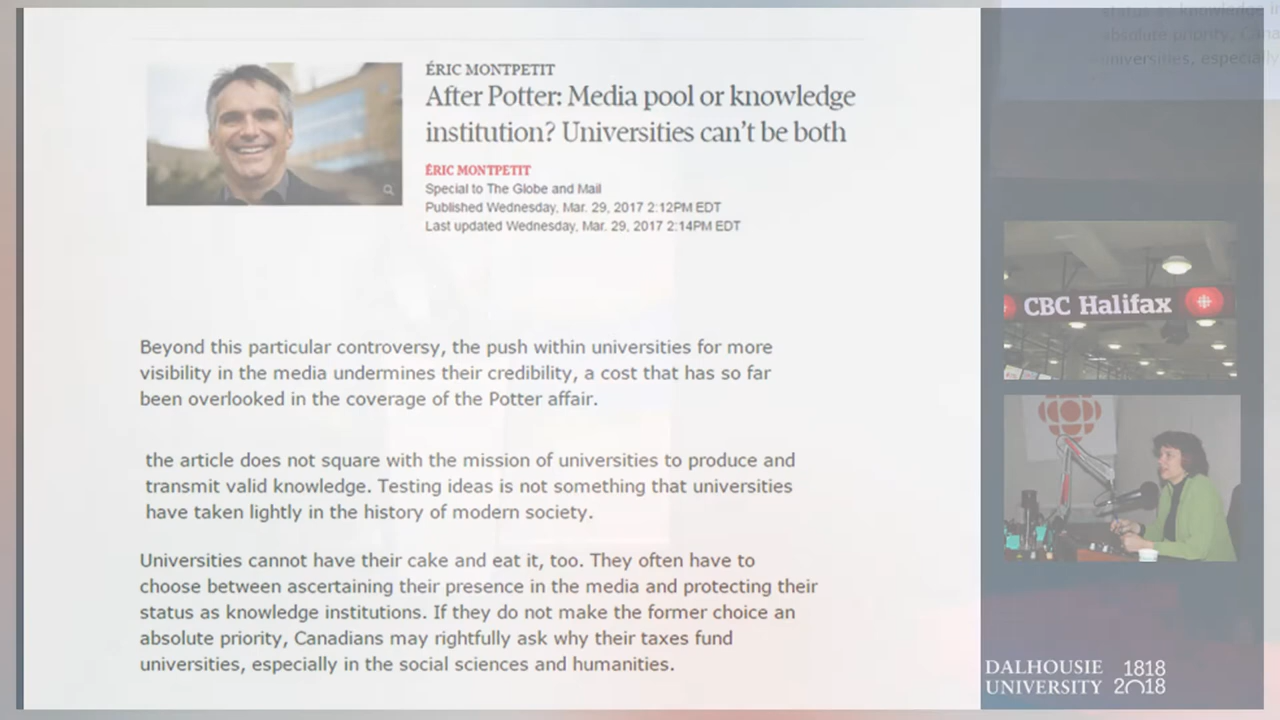 ÉRIC MONTPETIT
After Potter: Media pool or knowledge
institution? Universities can't be both
ÉRIC MONTPETIT
Special to The Globe and Mail
Published Wednesday, Mar. 29, 2017 2:12PM EDT
Last updated Wednesday, Mar. 29, 2017 2:14PM EDT
Beyond this particular controversy, the push within universities for more
visibility in the media undermines their credibility, a cost that has so far
been overlooked in the coverage of the Potter affair.
the article does not square with the mission of universities to produce and
transmit valid knowledge. Testing ideas is not something that universities
have taken lightly in the history of modern society.
Universities cannot have their cake and eat it, too. They often have to
choose between ascertaining their presence in the media and protecting their
status as knowledge institutions. If they do not make the former choice an
absolute priority, Canadians may rightfully ask why their taxes fund
universities, especially in the social sciences and humanities.
status as knowledge
absolute priority,
universities, especially
CBC Halifax
DALHOUSIE 1818
UNIVERSITY 2018